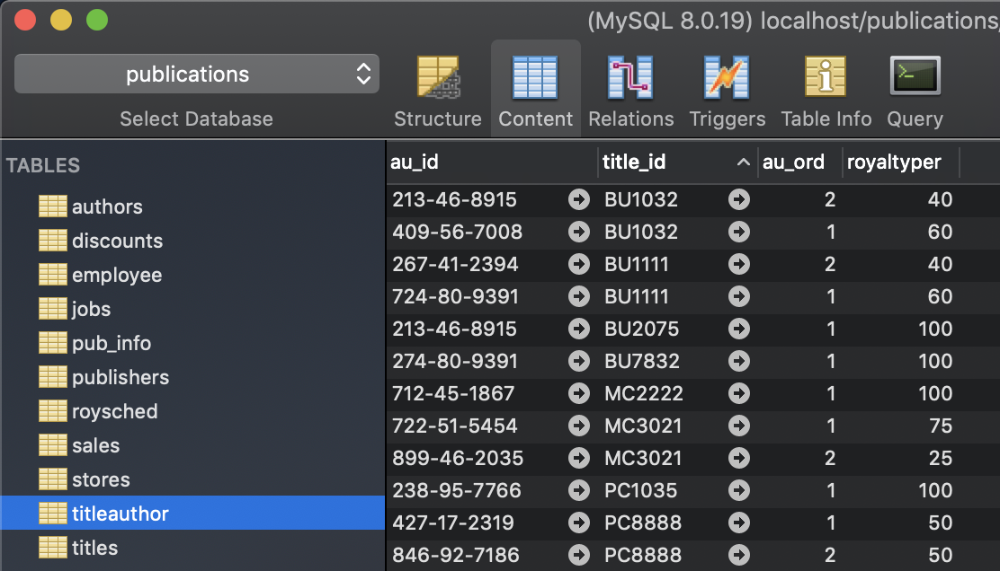 (MySQL 8.0.19) localhost/publications/
publications
Select Database
Structure Content Relations Triggers Table Info Query
TABLES
authors
discounts
employee
jobs
pub_info
publishers
roysched
sales
stores
titleauthor
titles
au_id title_id au_ord royaltyper
213-46-8915 BU1032 2 40
409-56-7008 BU1032 1 60
267-41-2394 BU1111 2 40
724-80-9391 BU1111 1 60
213-46-8915 BU2075 1 100
274-80-9391 BU7832 1 100
712-45-1867 MC2222 1 100
722-51-5454 MC3021 1 75
899-46-2035 MC3021 2 25
238-95-7766 PC1035 1 100
427-17-2319 PC8888 1 50
846-92-7186 PC8888 2 50